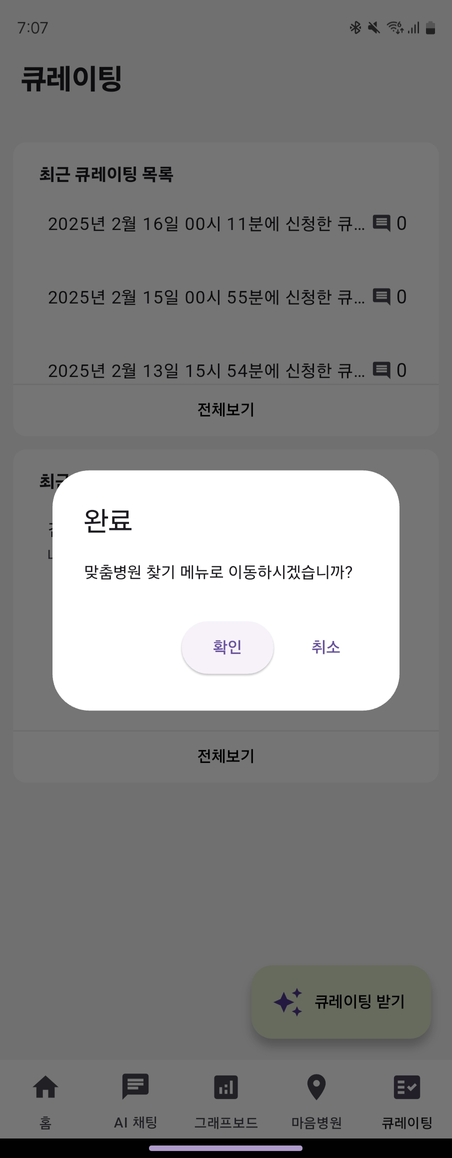 7:07
큐레이팅
최근 큐레이팅 목록
2025년 2월 16일 00시 11분에 신청한 큐... 0
2025년 2월 15일 00시 55분에 신청한 큐... 0
2025년 2월 13일 15시 54분에 신청한 큐... 0
전체보기
최근
완료
맞춤병원 찾기 메뉴로 이동하시겠습니까?
확인 취소
전체보기
큐레이팅 받기
홈 AI 채팅 그래프보드 마음병원 큐레이팅